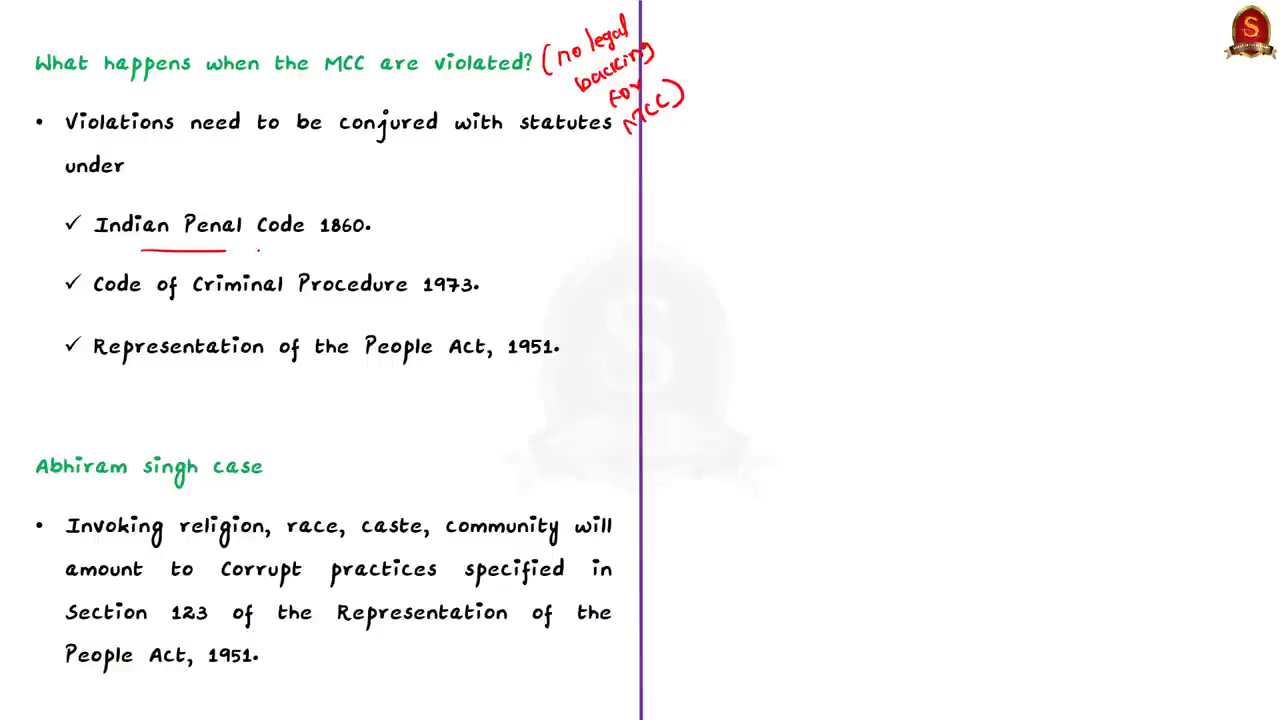 What happens when the MCC are violated? (no legal
backing
for
MCC)
• Violations need to be conjured with statutes
under
✓ Indian Penal Code 1860.
✓ Code of Criminal Procedure 1973.
✓ Representation of the People Act, 1951.
Abhiram singh case
• Invoking religion, race, caste, community will
amount to Corrupt practices specified in
Section 123 of the Representation of the
People Act, 1951.
S
S